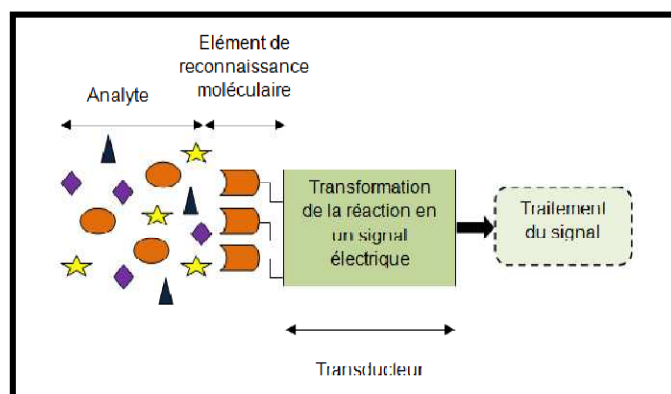 Elément de
reconnaissance
moléculaire
Analyte
Transformation
de la réaction en
un signal
électrique
Traitement
du signal
Transducteur